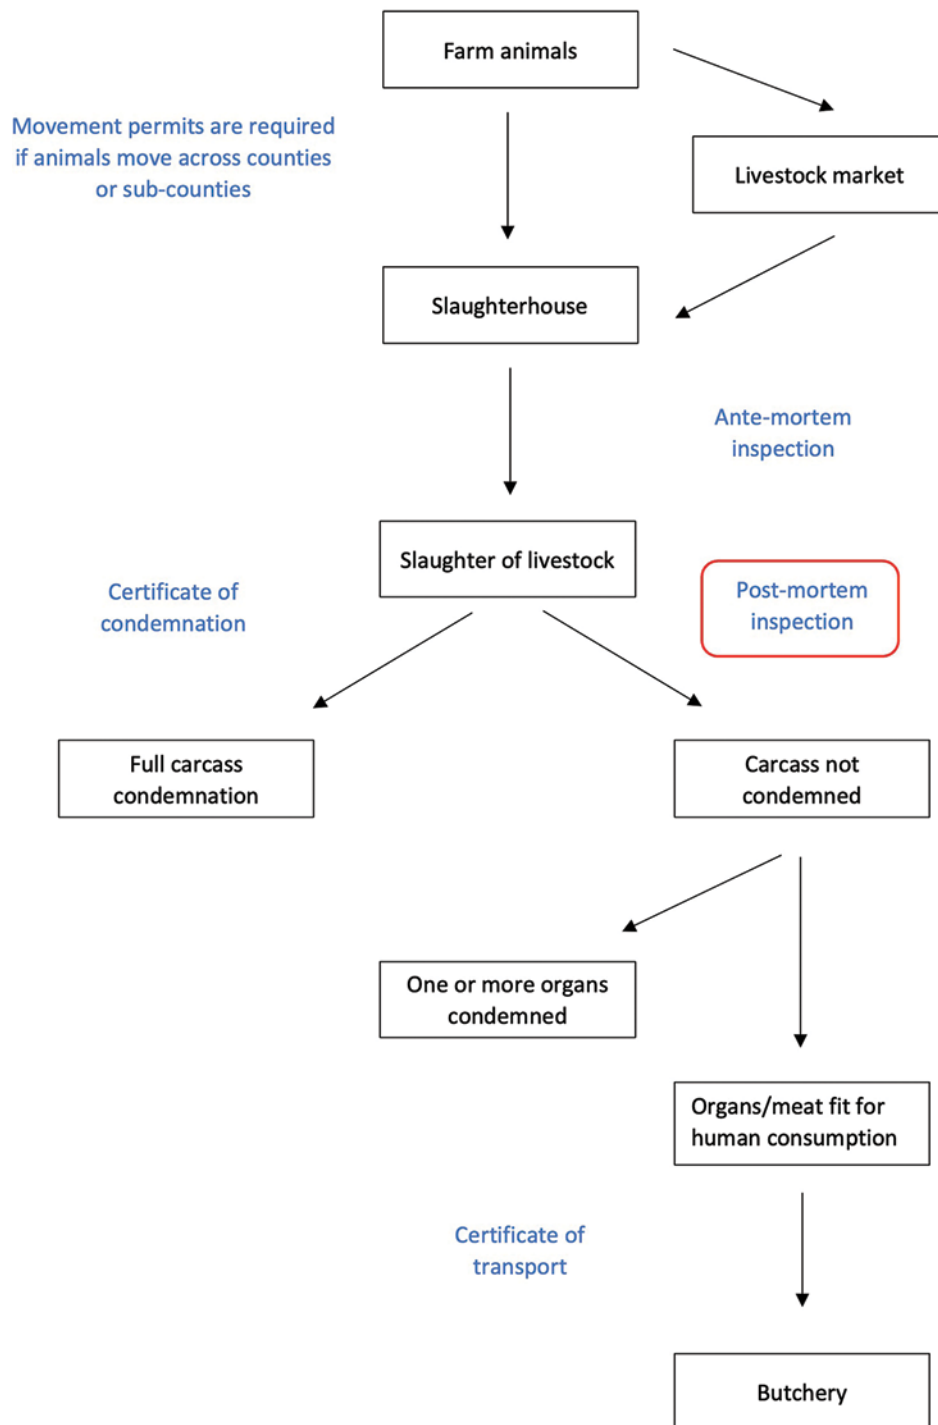 Farm animals
Movement permits are required
if animals move across counties
or sub-counties
Livestock market
Slaughterhouse
Ante-mortem
inspection
Slaughter of livestock
Certificate of
condemnation
Post-mortem
inspection
Full carcass
condemnation
Carcass not
condemned
One or more organs
condemned
Organs/meat fit for
human consumption
Certificate of
transport
Butchery